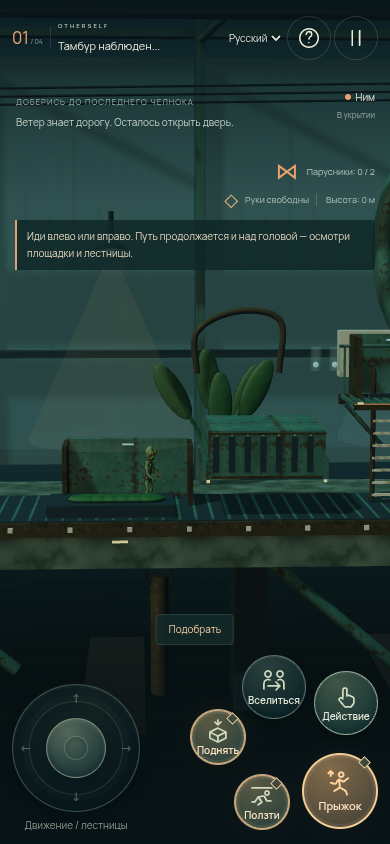 OTHERSELF
01 / 04
Тамбур наблюден...
Русский
ДОБЕРИСЬ ДО ПОСЛЕДНЕГО ЧЕЛНОКА
Ветер знает дорогу. Осталось открыть дверь.
Ним
В укрытии
Парусники: 0 / 2
Руки свободны
Высота: 0 м
Иди влево или вправо. Путь продолжается и над головой — осмотри
площадки и лестницы.
Подобрать
Вселиться
Действие
Поднять
Прыжок
Ползти
Движение / лестницы